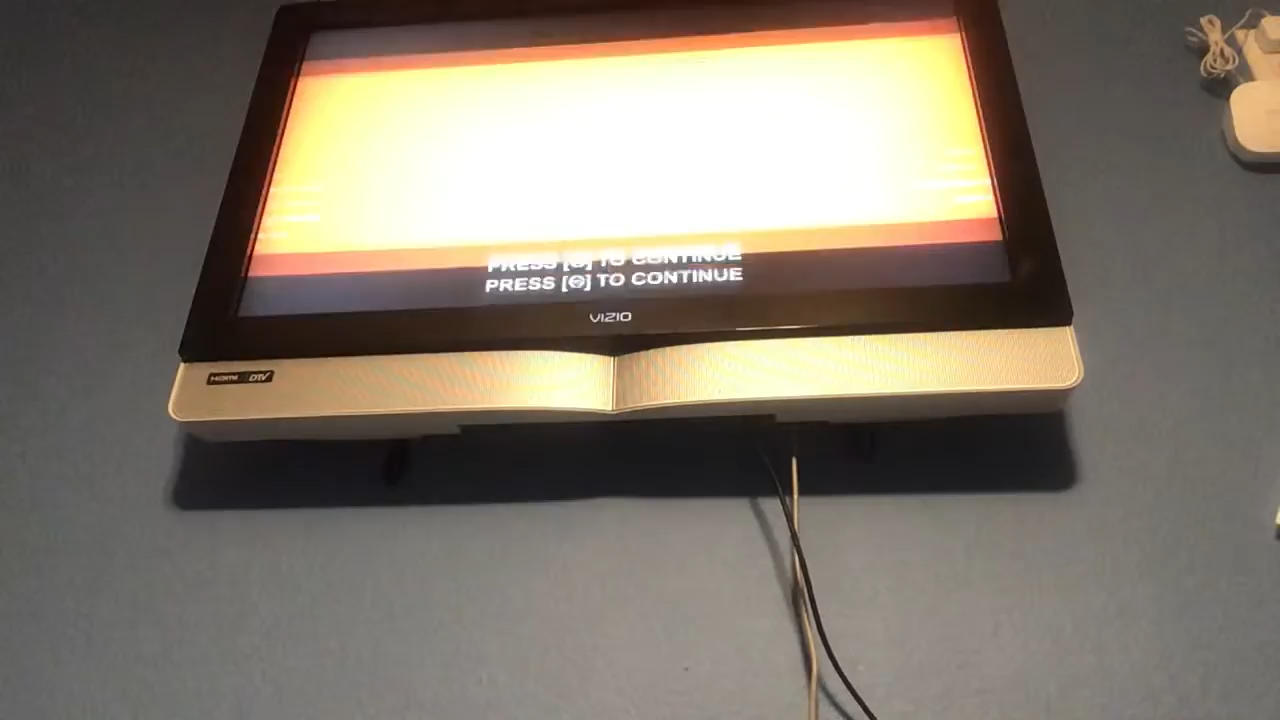 PRESS [⊛] TO CONTINUE
PRESS [⊛] TO CONTINUE
VIZIO
HDMI DTV